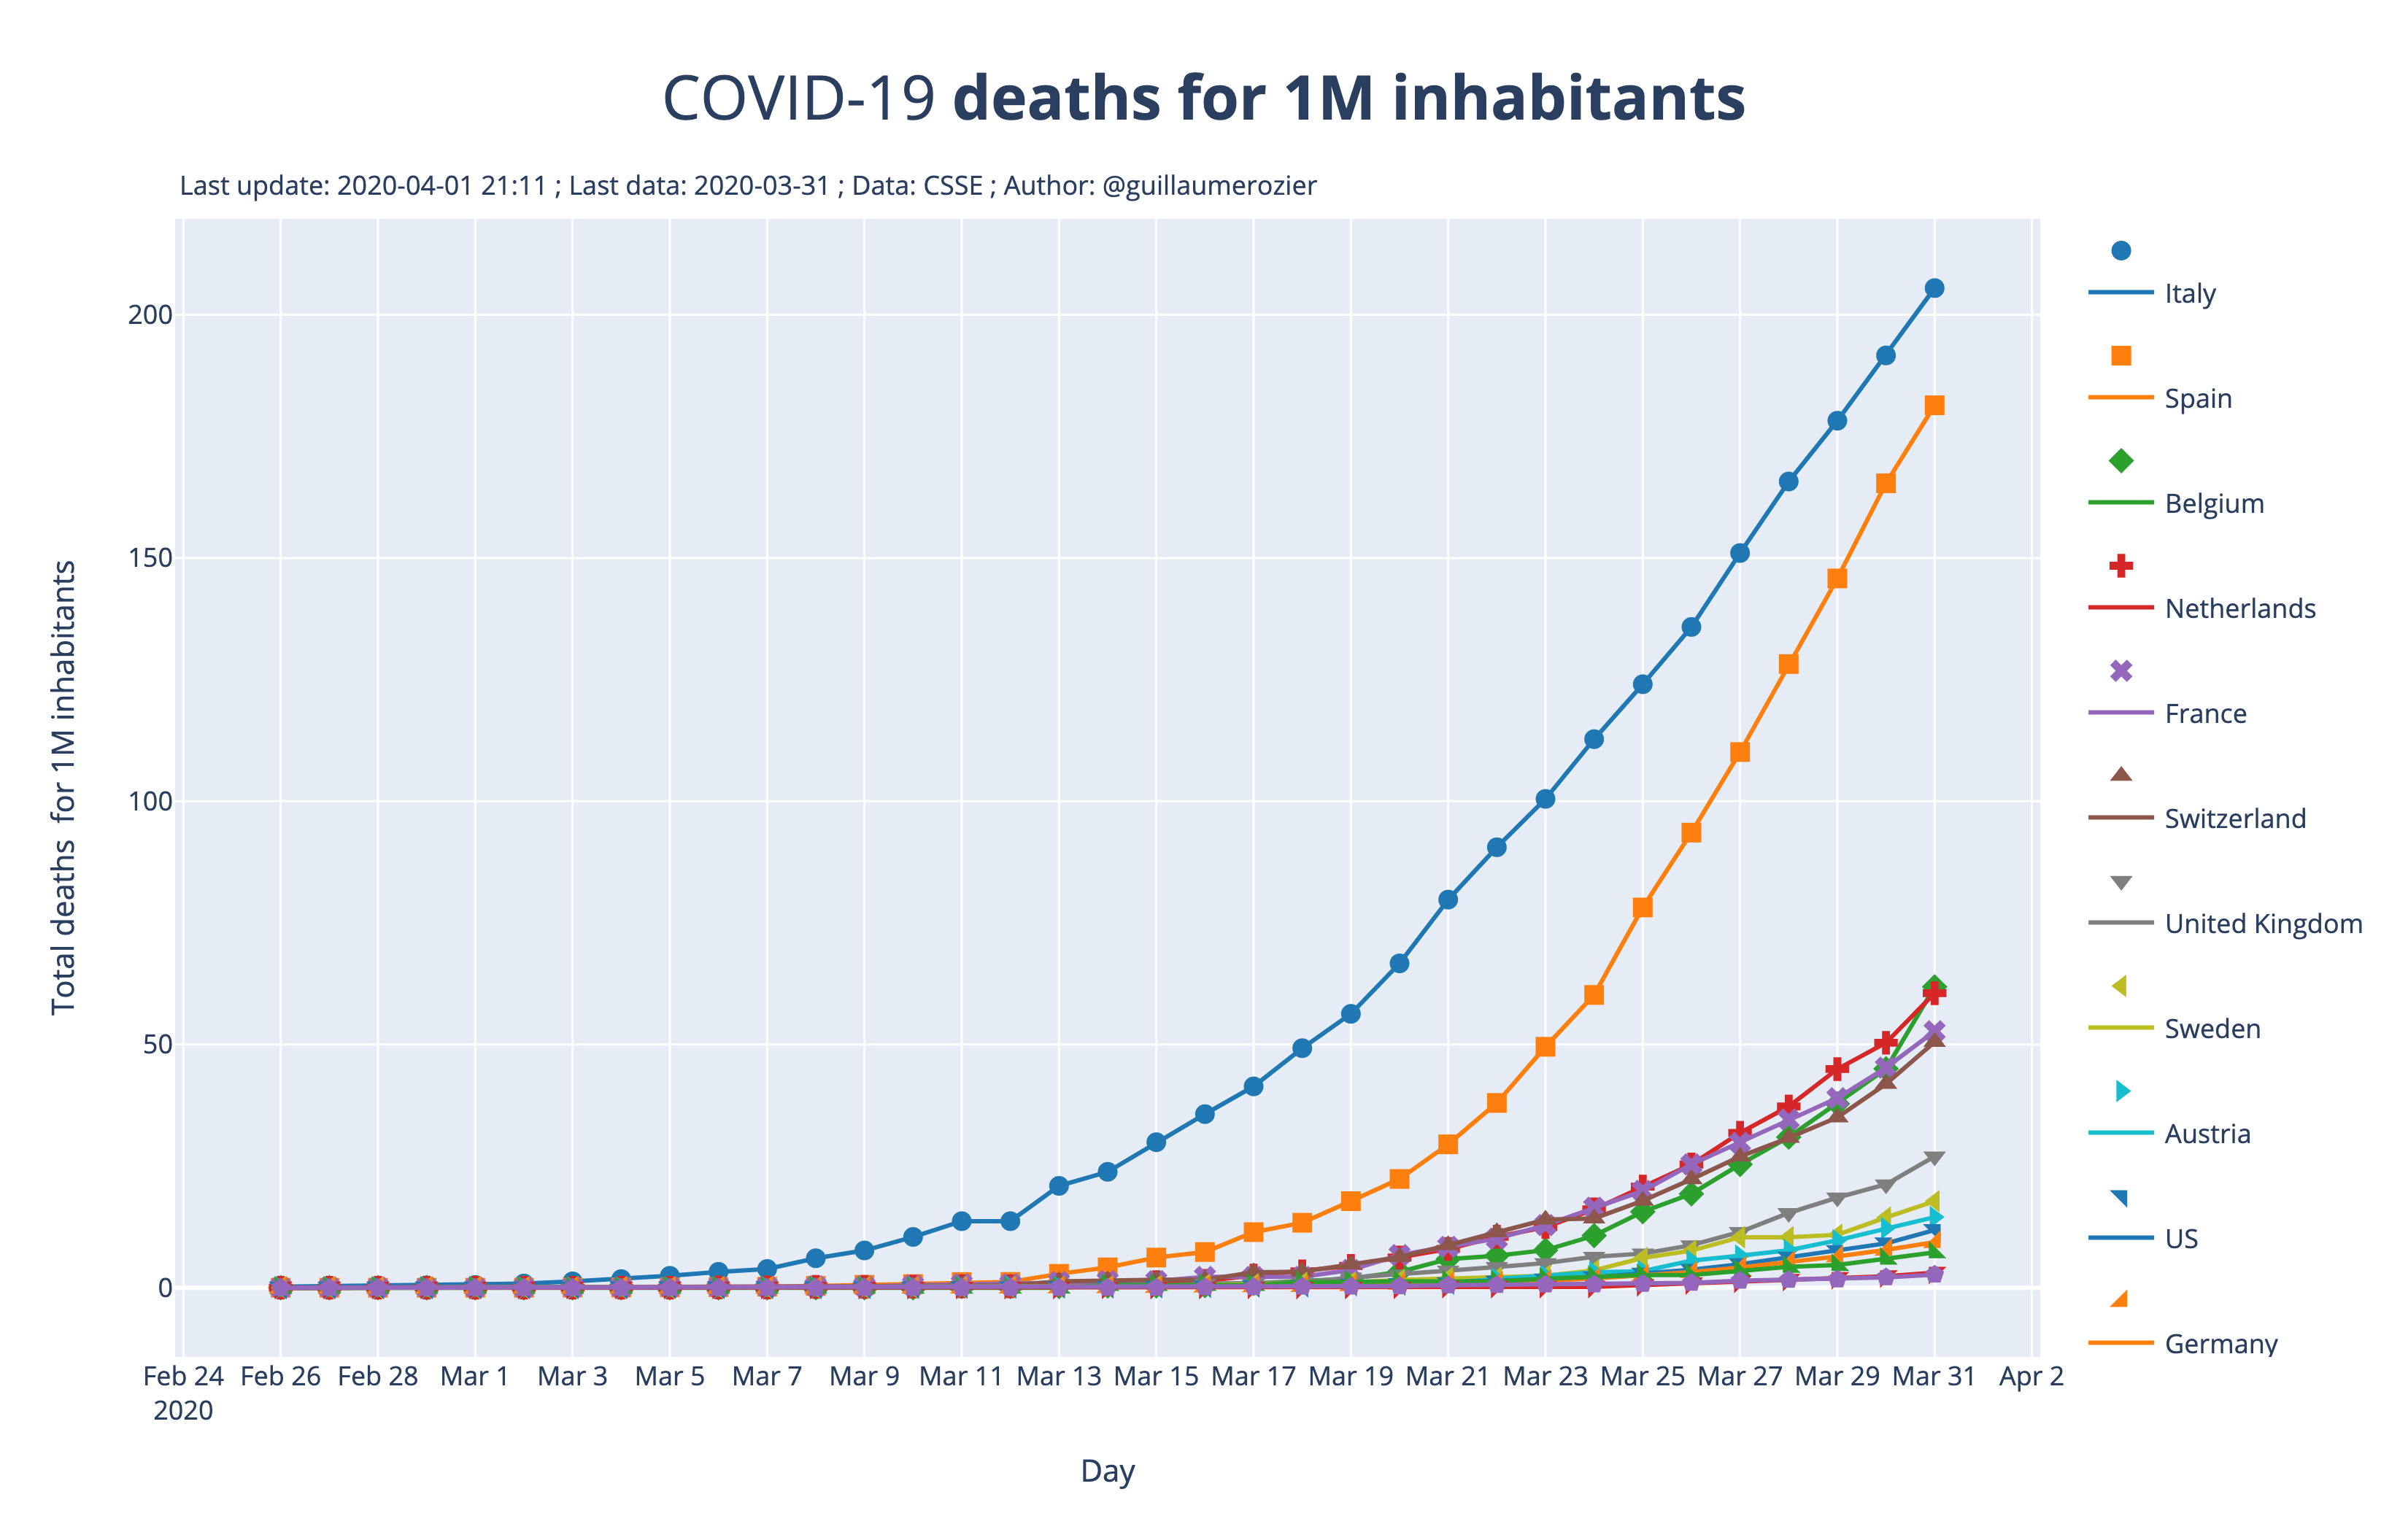 COVID-19 deaths for 1M inhabitants
Last update: 2020-04-01 21:11 ; Last data: 2020-03-31 ; Data: CSSE ; Author: @guillaumerozier
Total deaths for 1M inhabitants
200
150
100
50
0
Feb 24 Feb 26 Feb 28 Mar 1 Mar 3 Mar 5 Mar 7 Mar 9 Mar 11 Mar 13 Mar 15 Mar 17 Mar 19 Mar 21 Mar 23 Mar 25 Mar 27 Mar 29 Mar 31 Apr 2
2020
Day
Italy
Spain
Belgium
Netherlands
France
Switzerland
United Kingdom
Sweden
Austria
US
Germany